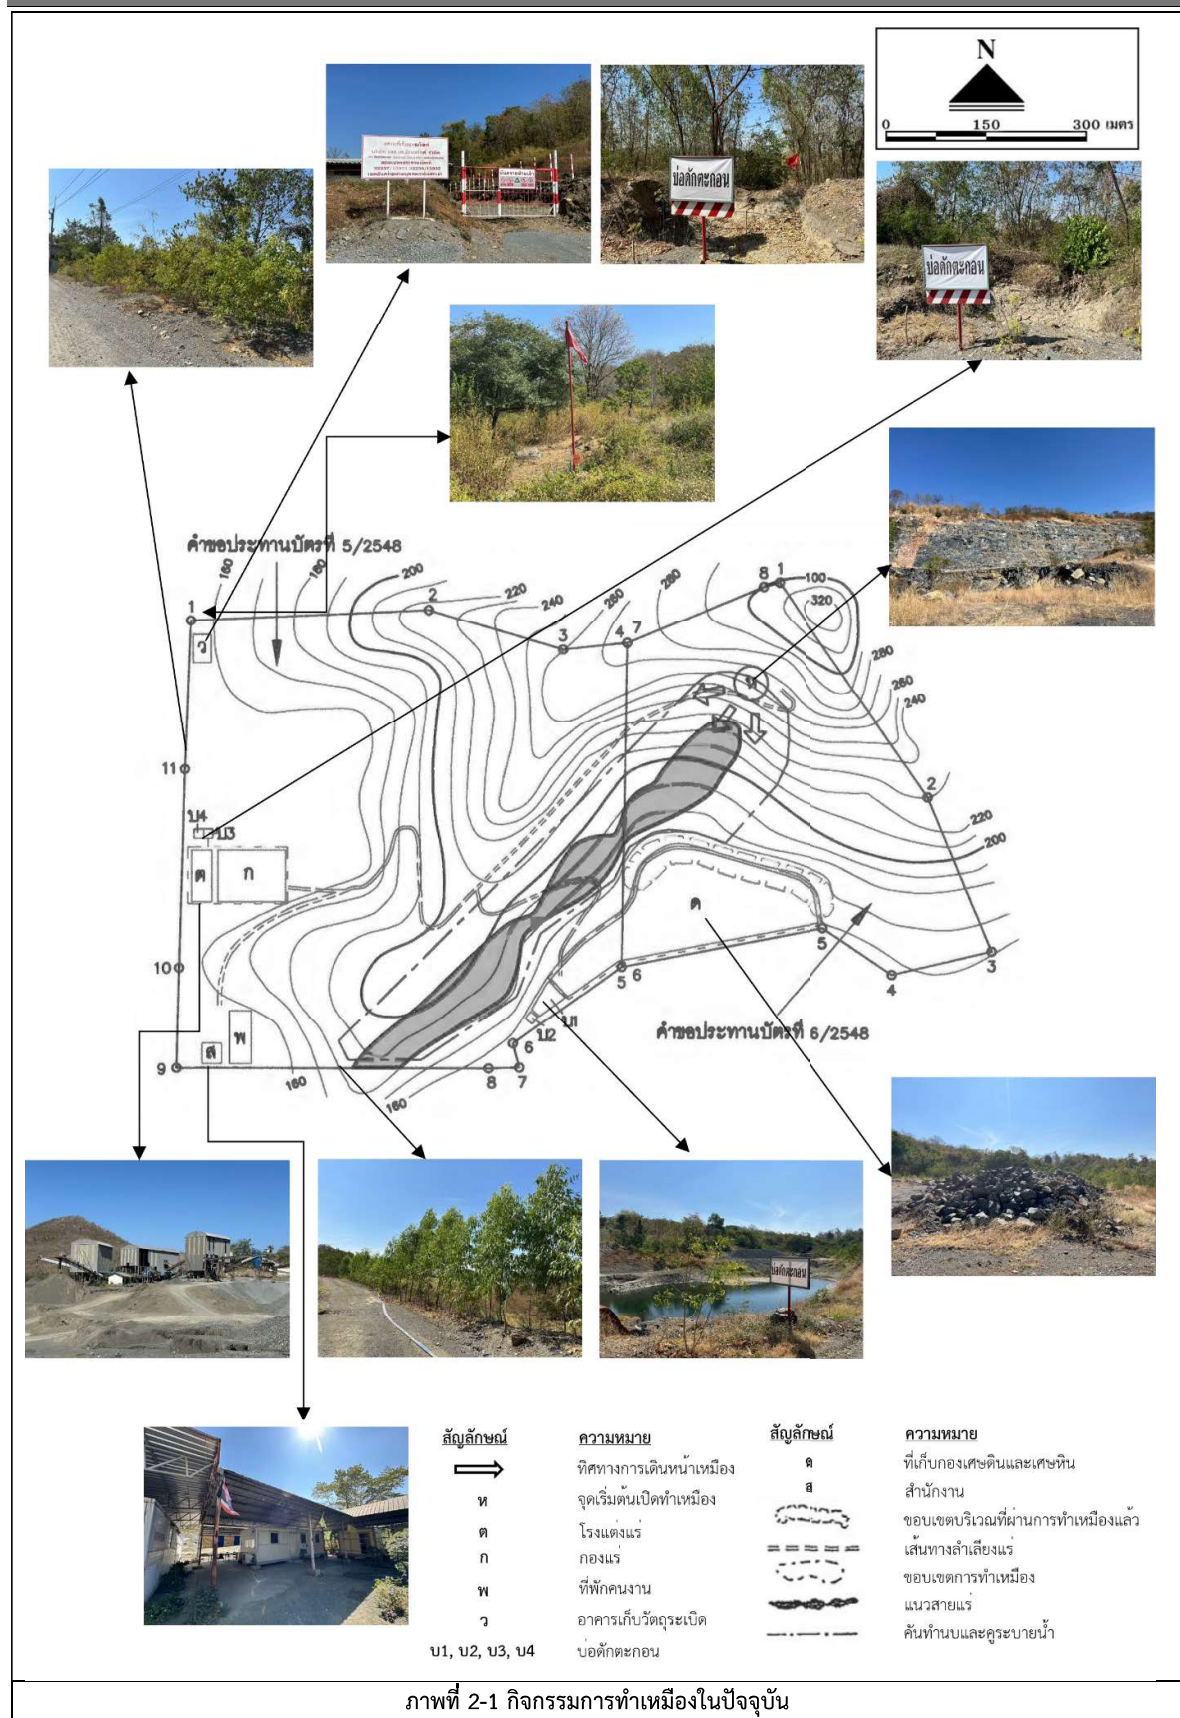 N
0 150 300 เมตร
บ่อดักตะกอน
บ่อดักตะกอน
คำขอประทานบัตรที่ 5/2548
160
180
200
220
240
260
280
8 1
100
320
1
2
3
4 7
280
260
240
ว
ห
11
2
220
200
บ4
บ3
ต
ก
ด
5
3
10
5 6
4
บ1
บ2
คำขอประทานบัตรที่ 6/2548
พ
ส
6
9
8
7
160
160
บ่อดักตะกอน
สัญลักษณ์ ความหมาย
ทิศทางการเดินหน้าเหมือง
ห จุดเริ่มต้นเปิดทำเหมือง
ต โรงแต่งแร่
ก กองแร่
พ ที่พักคนงาน
ว อาคารเก็บวัตถุระเบิด
บ1, บ2, บ3, บ4 บ่อดักตะกอน
สัญลักษณ์ ความหมาย
ด ที่เก็บกองเศษดินและเศษหิน
ส สำนักงาน
ขอบเขตบริเวณที่ผ่านการทำเหมืองแล้ว
เส้นทางลำเลียงแร่
ขอบเขตการทำเหมือง
แนวสายแร่
คันทำนบและคูระบายน้ำ
ภาพที่ 2-1 กิจกรรมการทำเหมืองในปัจจุบัน